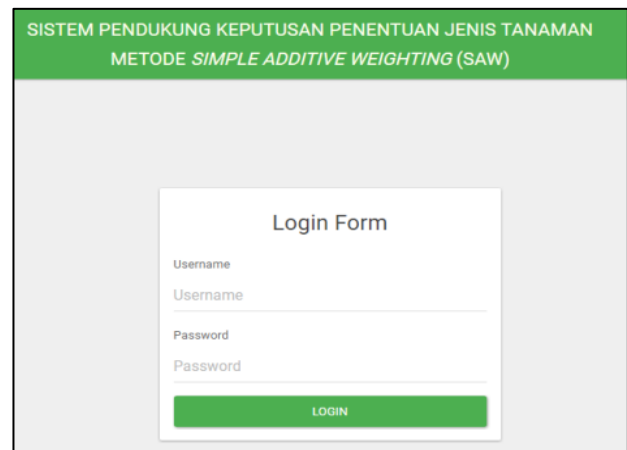 SISTEM PENDUKUNG KEPUTUSAN PENENTUAN JENIS TANAMAN
METODE SIMPLE ADDITIVE WEIGHTING (SAW)
Login Form
Username
Username
Password
Password
LOGIN